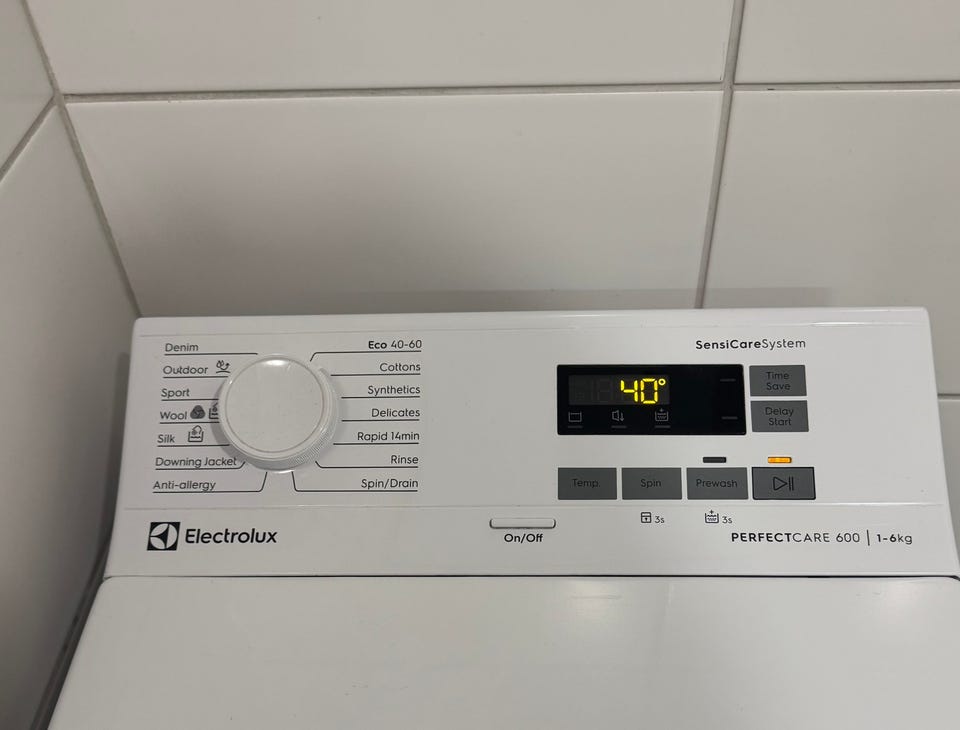 Denim
Outdoor
Sport
Wool
Silk
Downing Jacket
Anti-allergy
Eco 40-60
Cottons
Synthetics
Delicates
Rapid 14min
Rinse
Spin/Drain
Electrolux
On/Off
SensiCareSystem
40°
Time
Save
Delay
Start
Temp.
Spin
Prewash
3s
3s
PERFECTCARE 600 | 1-6kg